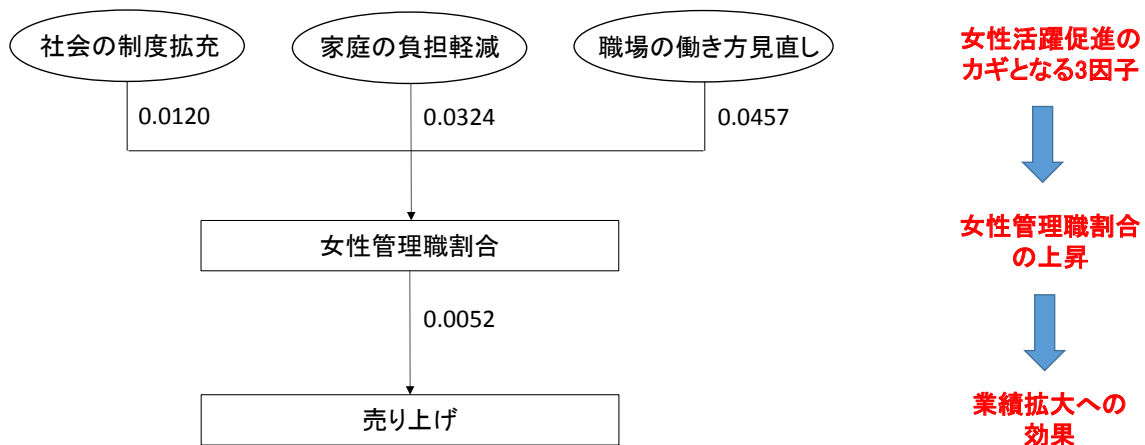 社会の制度拡充
家庭の負担軽減
職場の働き方見直し
女性活躍促進の
カギとなる3因子
0.0120
0.0324
0.0457
女性管理職割合
女性管理職割合
の上昇
0.0052
売り上げ
業績拡大への
効果